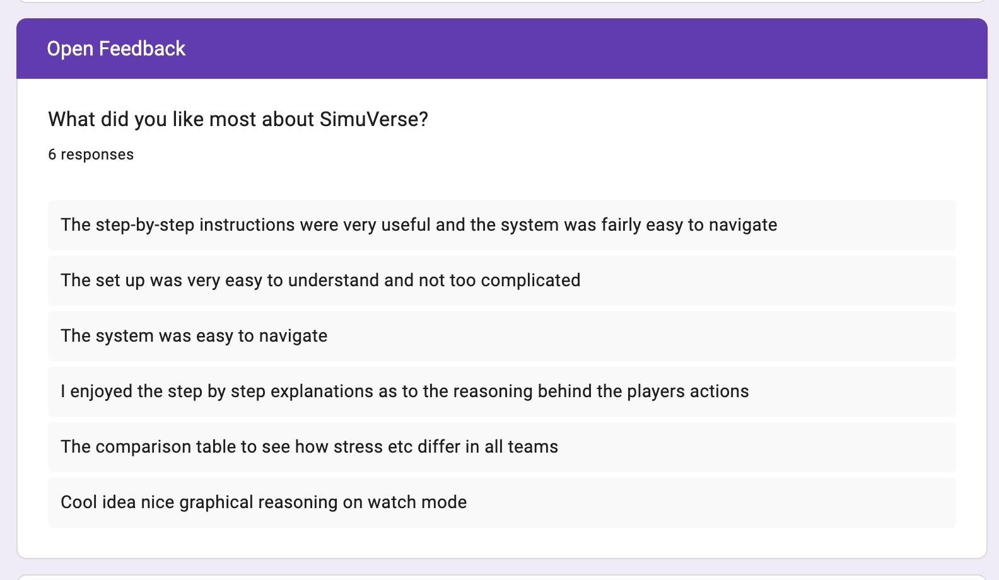 Open Feedback
What did you like most about SimuVerse?
6 responses
The step-by-step instructions were very useful and the system was fairly easy to navigate
The set up was very easy to understand and not too complicated
The system was easy to navigate
I enjoyed the step by step explanations as to the reasoning behind the players actions
The comparison table to see how stress etc differ in all teams
Cool idea nice graphical reasoning on watch mode